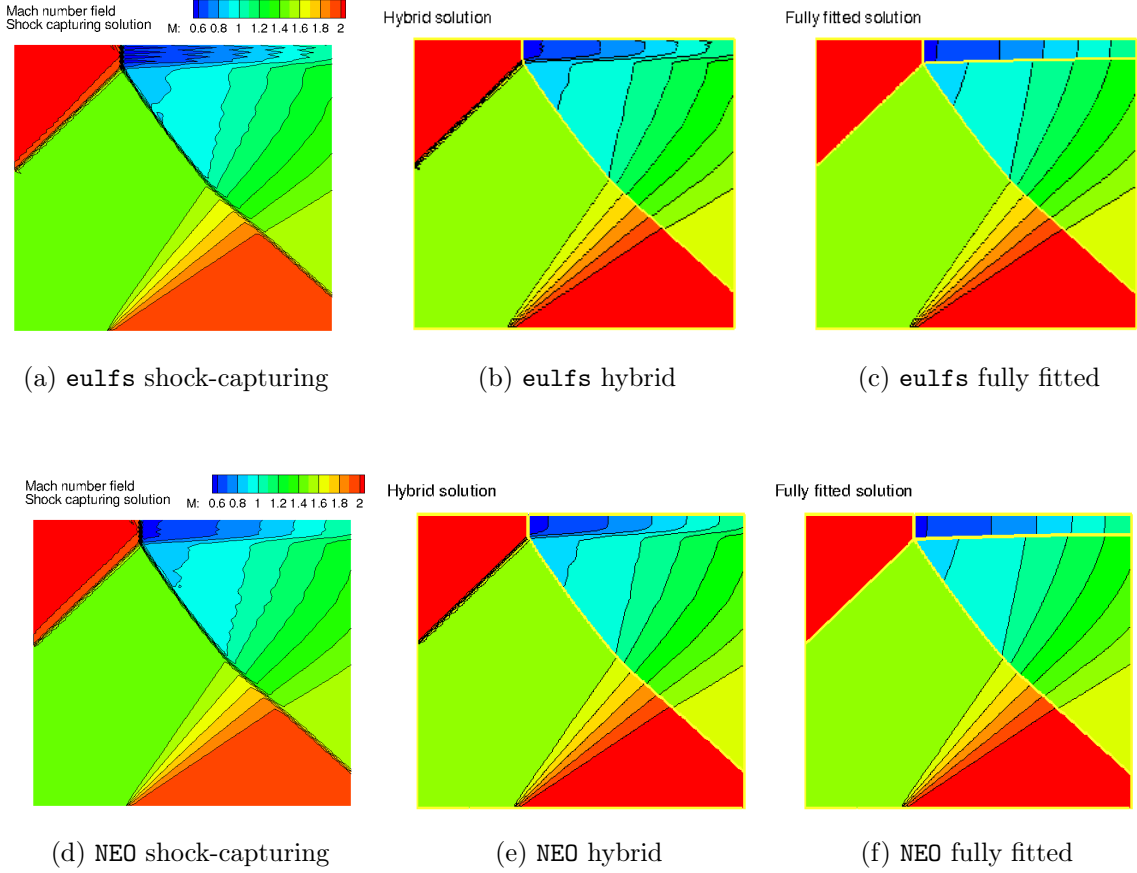 Mach number field
Shock capturing solution
M: 0.6 0.8 1 1.2 1.4 1.6 1.8 2
Hybrid solution
Fully fitted solution
(a) eulfs shock-capturing
(b) eulfs hybrid
(c) eulfs fully fitted
Mach number field
Shock capturing solution
M: 0.6 0.8 1 1.2 1.4 1.6 1.8 2
Hybrid solution
Fully fitted solution
(d) NEO shock-capturing
(e) NEO hybrid
(f) NEO fully fitted